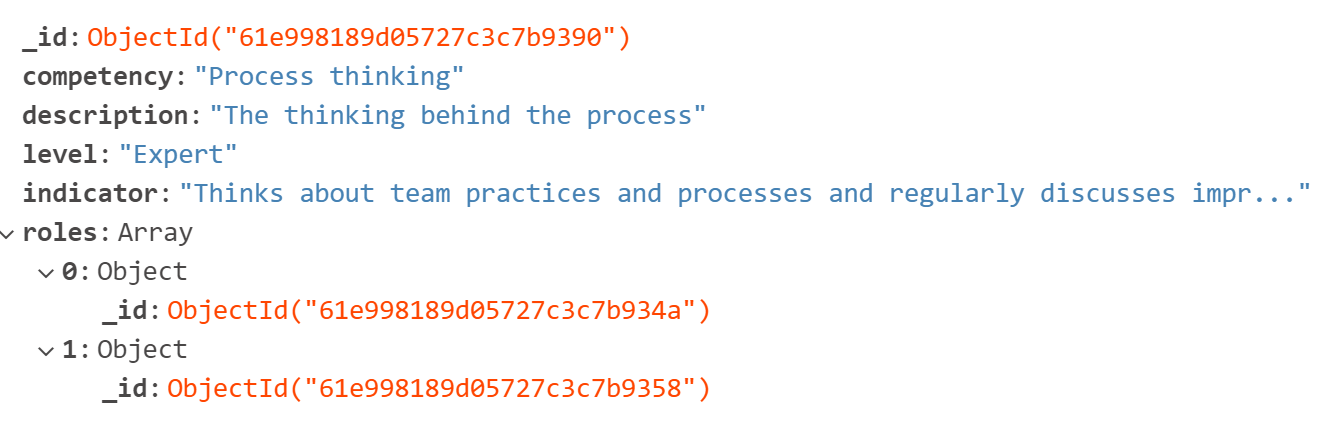 _id: ObjectId("61e998189d05727c3c7b9390")
competency: "Process thinking"
description: "The thinking behind the process"
level: "Expert"
indicator: "Thinks about team practices and processes and regularly discusses impr..."
roles: Array
0: Object
_id: ObjectId("61e998189d05727c3c7b934a")
1: Object
_id: ObjectId("61e998189d05727c3c7b9358")